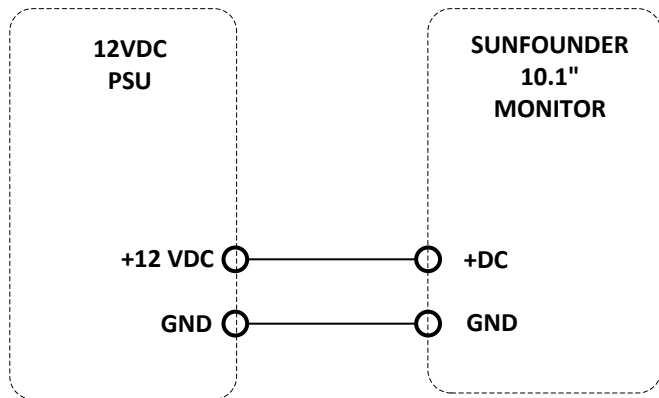 12VDC
PSU
SUNFOUNDER
10.1"
MONITOR
+12 VDC
+DC
GND
GND